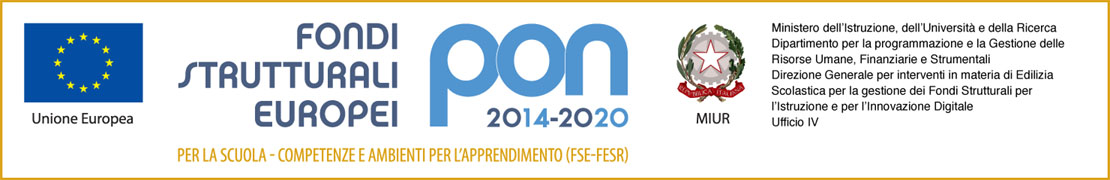 Unione Europea
FONDI
STRUTTURALI
EUROPEI
pon
2014-2020
PER LA SCUOLA - COMPETENZE E AMBIENTI PER L'APPRENDIMENTO (FSE-FESR)
REPVBBLICA ITALIANA
MIUR
Ministero dell'Istruzione, dell'Università e della Ricerca
Dipartimento per la programmazione e la Gestione delle
Risorse Umane, Finanziarie e Strumentali
Direzione Generale per interventi in materia di Edilizia
Scolastica per la gestione dei Fondi Strutturali per
l'Istruzione e per l'Innovazione Digitale
Ufficio IV